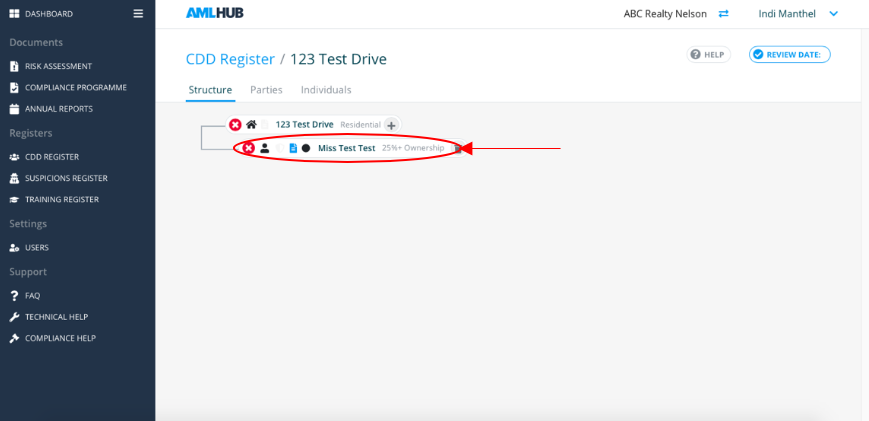 DASHBOARD
AMLHUB
ABC Realty Nelson
Indi Manthel
Documents
RISK ASSESSMENT
COMPLIANCE PROGRAMME
ANNUAL REPORTS
Registers
CDD REGISTER
SUSPICIONS REGISTER
TRAINING REGISTER
Settings
USERS
Support
FAQ
TECHNICAL HELP
COMPLIANCE HELP
CDD Register / 123 Test Drive
HELP
REVIEW DATE:
Structure Parties Individuals
123 Test Drive Residential
Miss Test Test 25%+ Ownership